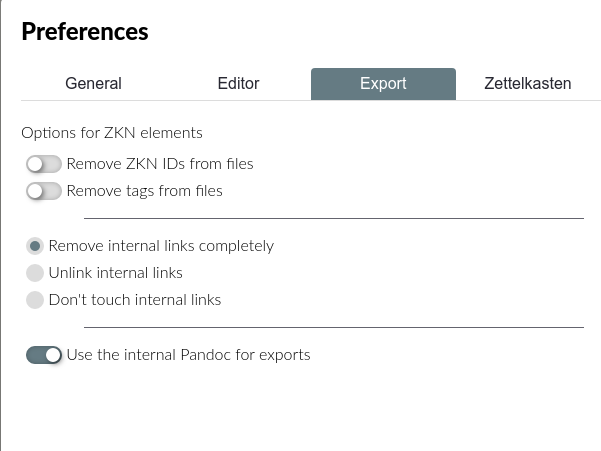 Preferences
General Editor Export Zettelkasten
Options for ZKN elements
Remove ZKN IDs from files
Remove tags from files
Remove internal links completely
Unlink internal links
Don't touch internal links
Use the internal Pandoc for exports